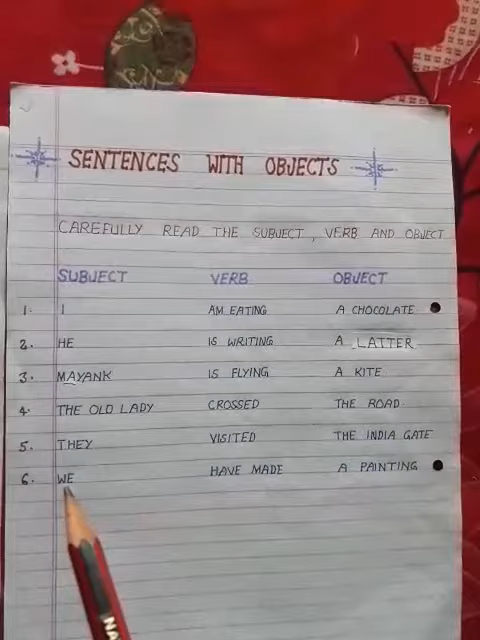 SENTENCES WITH OBJECTS
CAREFULLY READ THE SUBJECT, VERB AND OBJECT
SUBJECT VERB OBJECT
1. I AM EATING A CHOCOLATE
2. HE IS WRITING A LATTER
3. MAYANK IS FLYING A KITE
4. THE OLD LADY CROSSED THE ROAD
5. THEY VISITED THE INDIA GATE
6. WE HAVE MADE A PAINTING